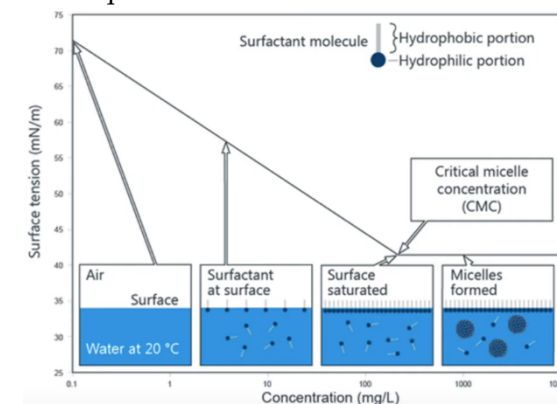 75
70
65
60
55
50
45
40
35
30
25
Surface tension (mN/m)
Surfactant molecule
Hydrophobic portion
Hydrophilic portion
Critical micelle
concentration
(CMC)
Air
Surface
Water at 20 °C
Surfactant
at surface
Surface
saturated
Micelles
formed
0.1
1
10
100
1000
Concentration (mg/L)